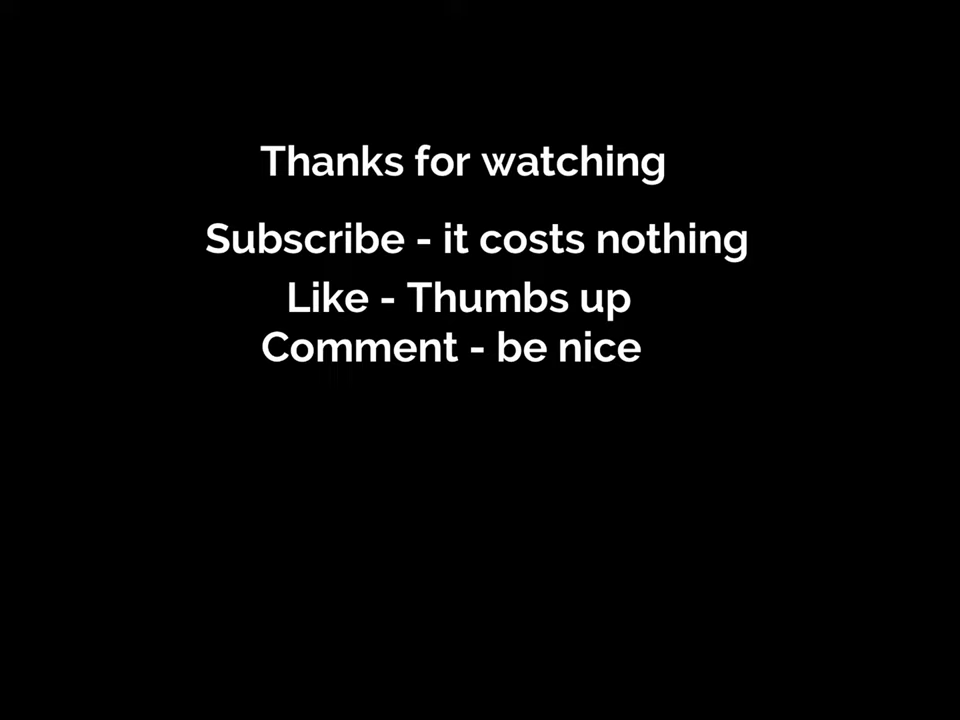 Thanks for watching
Subscribe - it costs nothing
Like - Thumbs up
Comment - be nice